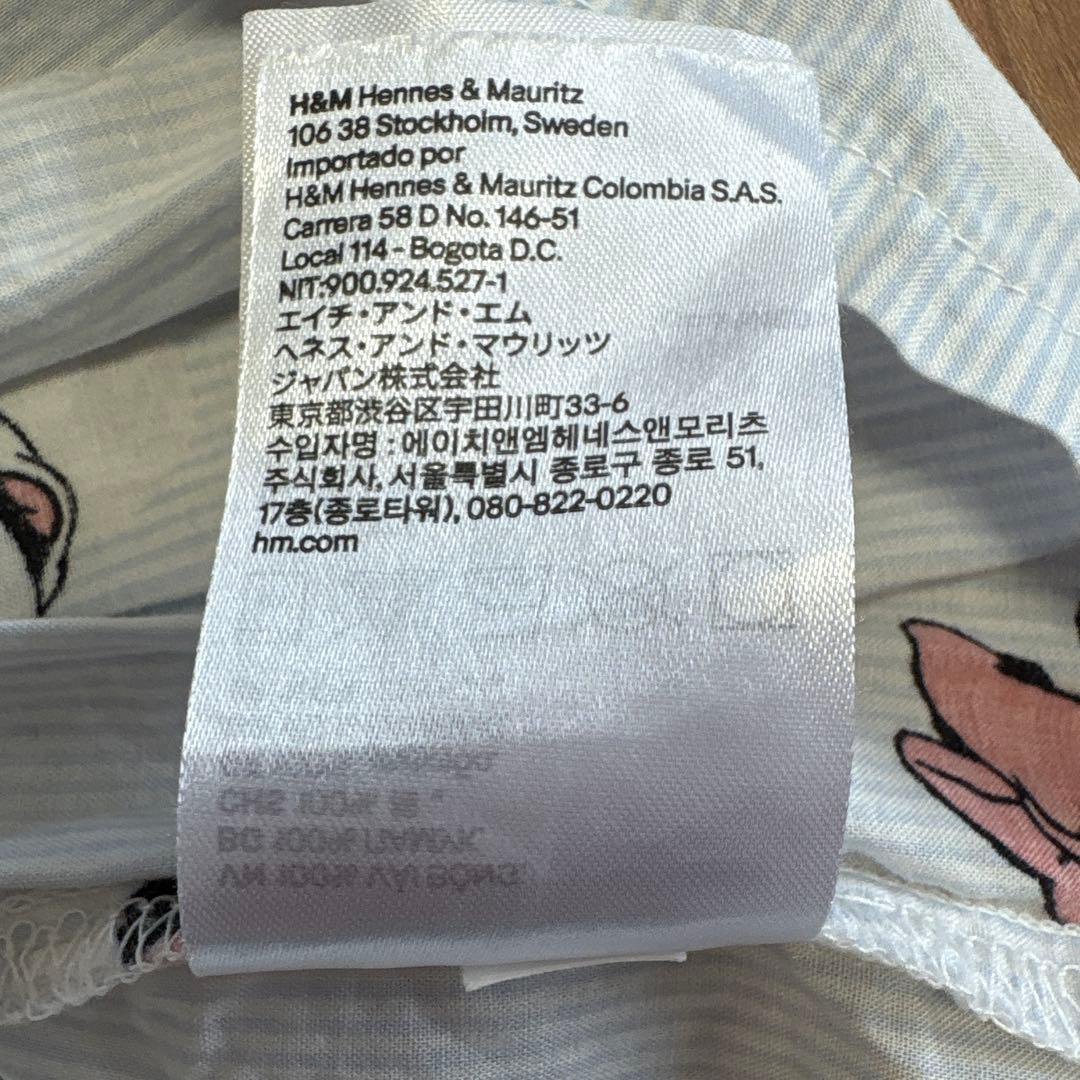 H&M Hennes & Mauritz
106 38 Stockholm, Sweden
Importado por
H&M Hennes & Mauritz Colombia S.A.S.
Carrera 58 D No. 146-51
Local 114 - Bogota D.C.
NIT:900.924.527-1
エイチ・アンド・エム
ヘネス・アンド・マウリッツ
ジャパン株式会社
東京都渋谷区宇田川町33-6
수입자명 : 에이치앤엠헤네스앤모리츠
주식회사, 서울특별시 종로구 종로 51,
17층(종로타워), 080-822-0220
hm.com